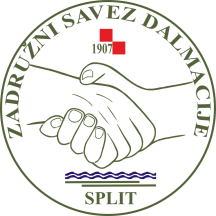 ZADRUŽNI SAVEZ DALMACIJE
1907
SPLIT